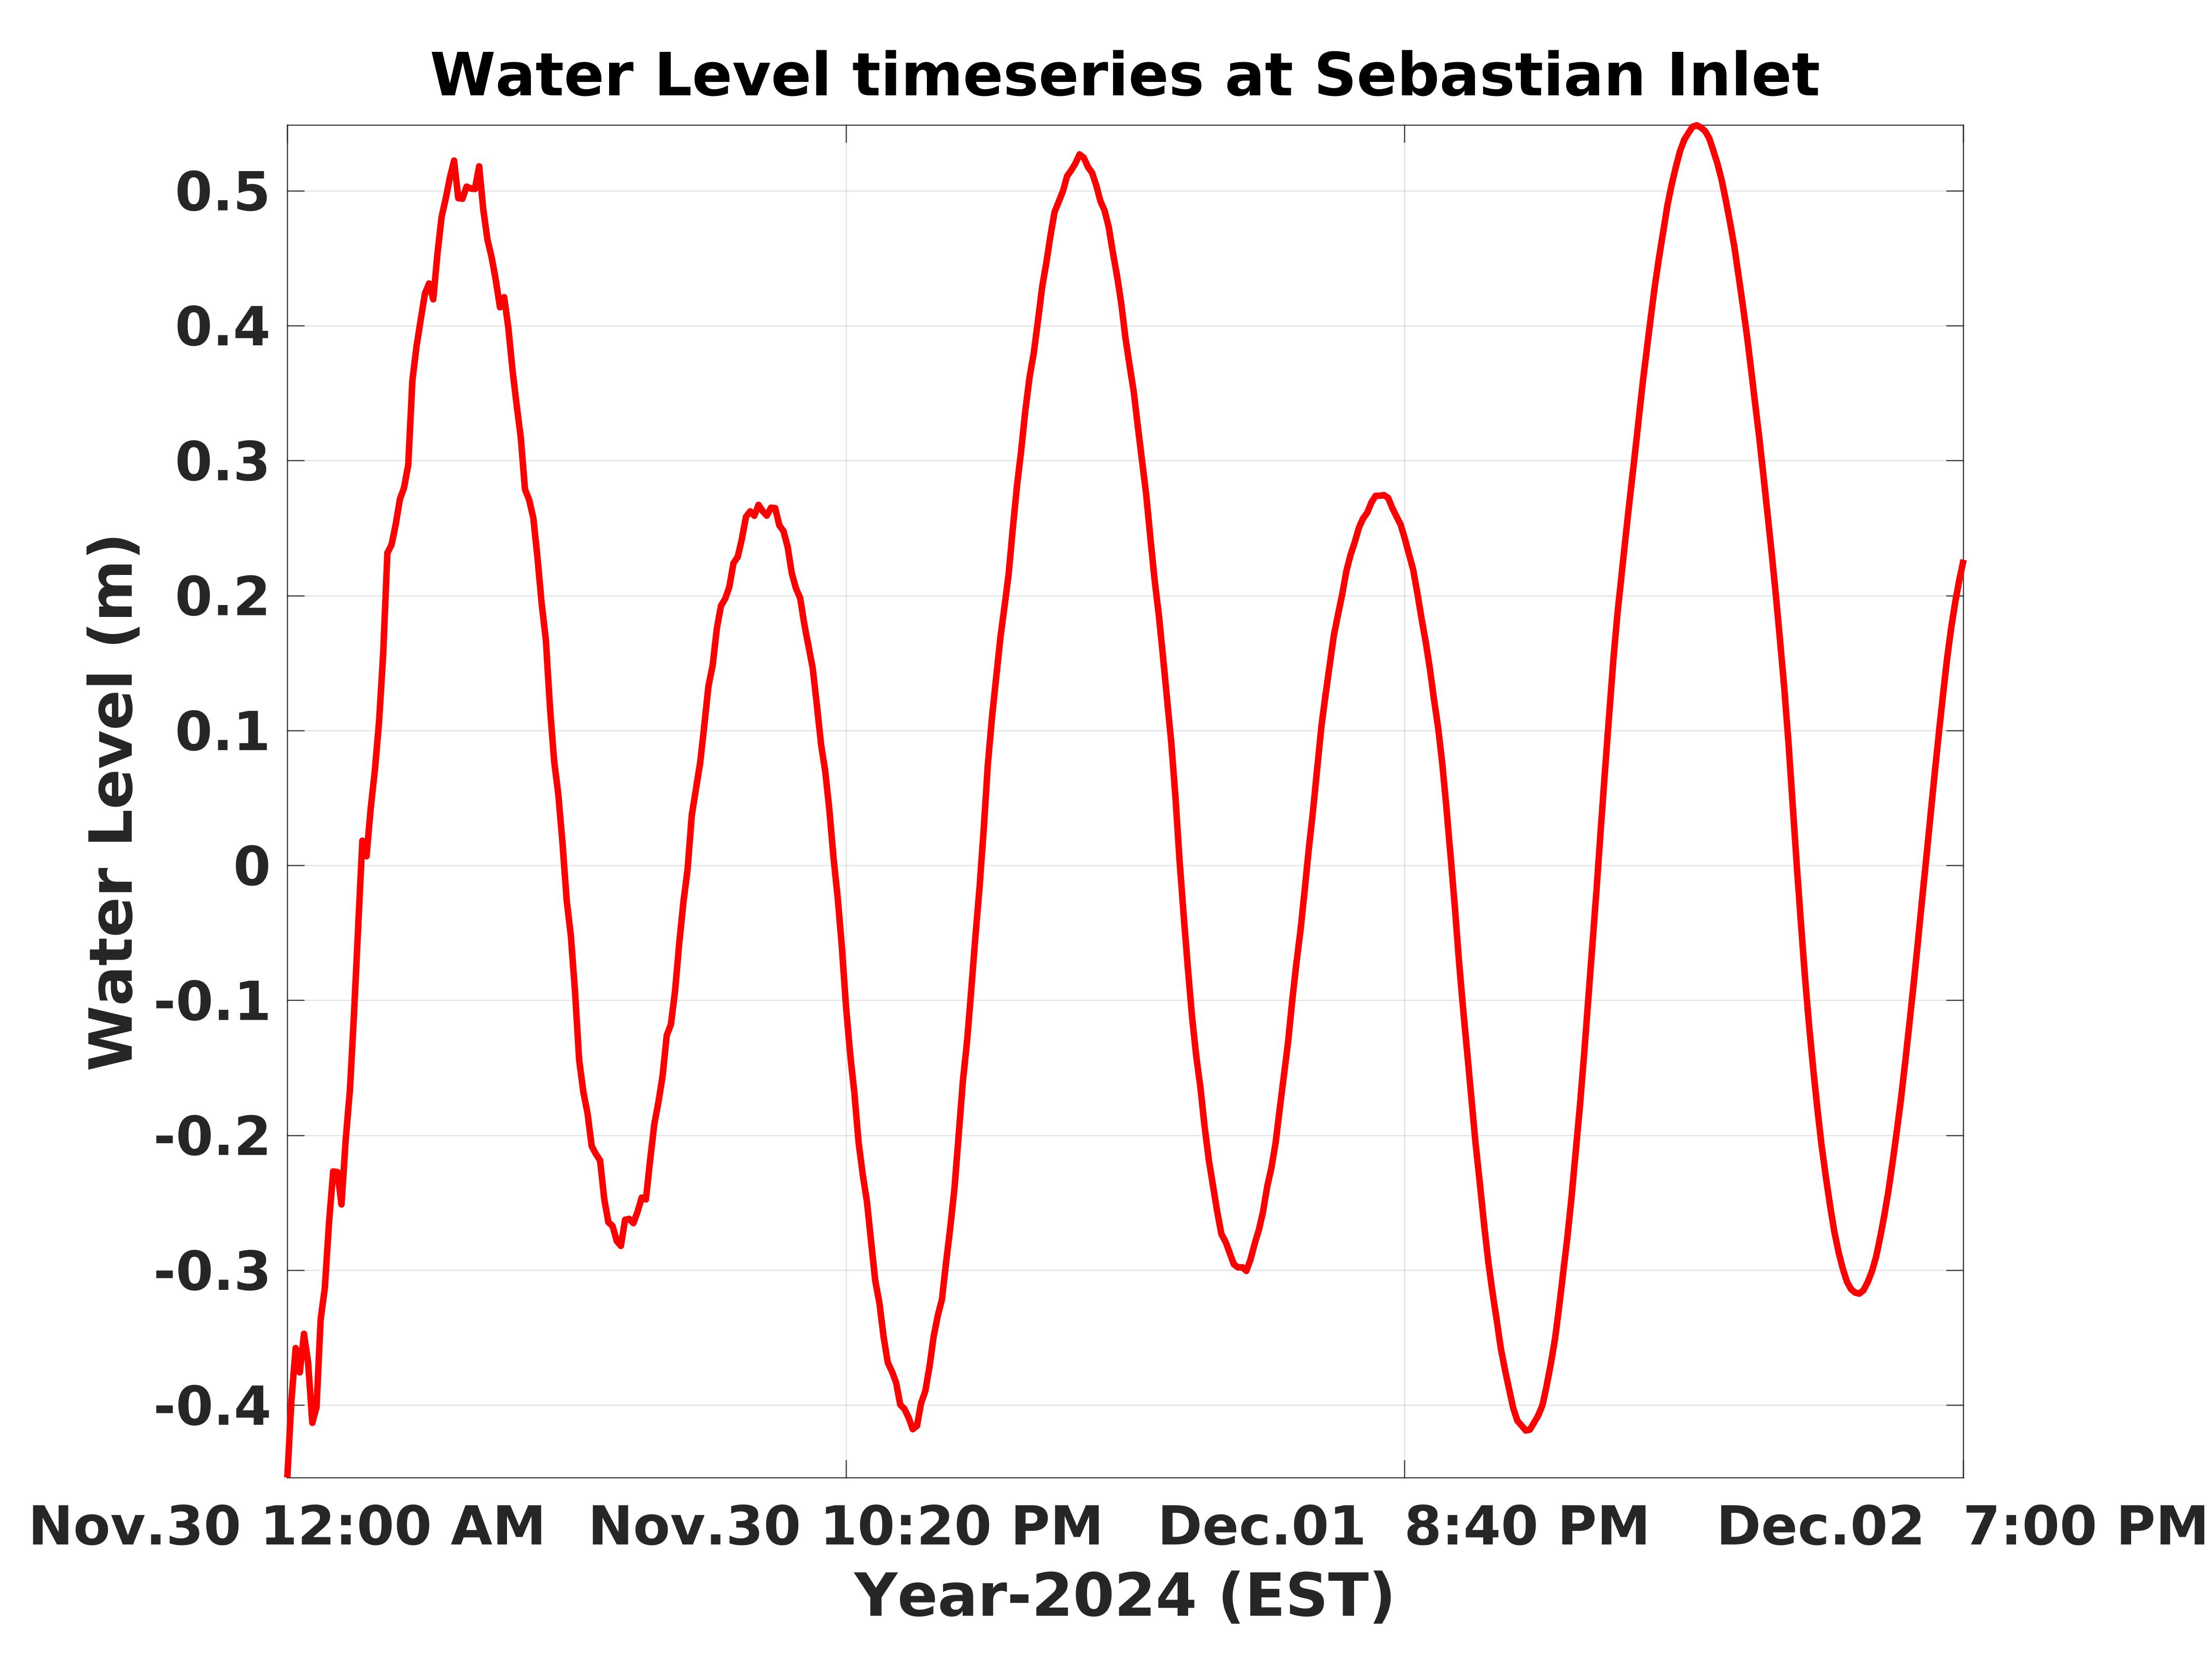 Water Level timeseries at Sebastian Inlet
Water Level (m)
0.5
0.4
0.3
0.2
0.1
0
-0.1
-0.2
-0.3
-0.4
Nov.30 12:00 AM Nov.30 10:20 PM Dec.01 8:40 PM Dec.02 7:00 PM
Year-2024 (EST)